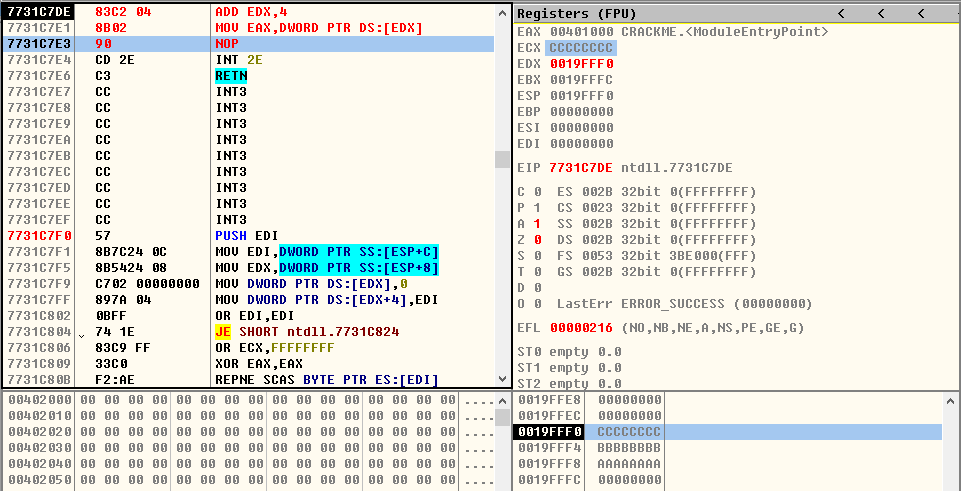 7731C7DE 83C2 04 ADD EDX,4
7731C7E1 8B02 MOV EAX,DWORD PTR DS:[EDX]
7731C7E3 90 NOP
7731C7E4 CD 2E INT 2E
7731C7E6 C3 RETN
7731C7E7 CC INT3
7731C7E8 CC INT3
7731C7E9 CC INT3
7731C7EA CC INT3
7731C7EB CC INT3
7731C7EC CC INT3
7731C7ED CC INT3
7731C7EE CC INT3
7731C7EF CC INT3
7731C7F0 57 PUSH EDI
7731C7F1 8B7C24 0C MOV EDI,DWORD PTR SS:[ESP+C]
7731C7F5 8B5424 08 MOV EDX,DWORD PTR SS:[ESP+8]
7731C7F9 C702 00000000 MOV DWORD PTR DS:[EDX],0
7731C7FF 897A 04 MOV DWORD PTR DS:[EDX+4],EDI
7731C802 0BFF OR EDI,EDI
7731C804 74 1E JE SHORT ntdll.7731C824
7731C806 83C9 FF OR ECX,FFFFFFFF
7731C809 33C0 XOR EAX,EAX
7731C80B F2:AE REPNE SCAS BYTE PTR ES:[EDI]
Registers (FPU) < < <
EAX 00401000 CRACKME.<ModuleEntryPoint>
ECX CCCCCCCC
EDX 0019FFF0
EBX 0019FFFC
ESP 0019FFF0
EBP 00000000
ESI 00000000
EDI 00000000
EIP 7731C7DE ntdll.7731C7DE
C 0 ES 002B 32bit 0(FFFFFFFF)
P 1 CS 0023 32bit 0(FFFFFFFF)
A 1 SS 002B 32bit 0(FFFFFFFF)
Z 0 DS 002B 32bit 0(FFFFFFFF)
S 0 FS 0053 32bit 3BE000(FFF)
T 0 GS 002B 32bit 0(FFFFFFFF)
D 0
O 0 LastErr ERROR_SUCCESS (00000000)
EFL 00000216 (NO,NB,NE,A,NS,PE,GE,G)
ST0 empty 0.0
ST1 empty 0.0
ST2 empty 0.0
00402000 00 00 00 00 00 00 00 00 00 00 00 00 00 00 00 00 ....
00402010 00 00 00 00 00 00 00 00 00 00 00 00 00 00 00 00 ....
00402020 00 00 00 00 00 00 00 00 00 00 00 00 00 00 00 00 ....
00402030 00 00 00 00 00 00 00 00 00 00 00 00 00 00 00 00 ....
00402040 00 00 00 00 00 00 00 00 00 00 00 00 00 00 00 00 ....
00402050 00 00 00 00 00 00 00 00 00 00 00 00 00 00 00 00 ....
0019FFE8 00000000
0019FFEC 00000000
0019FFF0 CCCCCCCC
0019FFF4 BBBBBBBB
0019FFF8 AAAAAAAA
0019FFFC 00000000